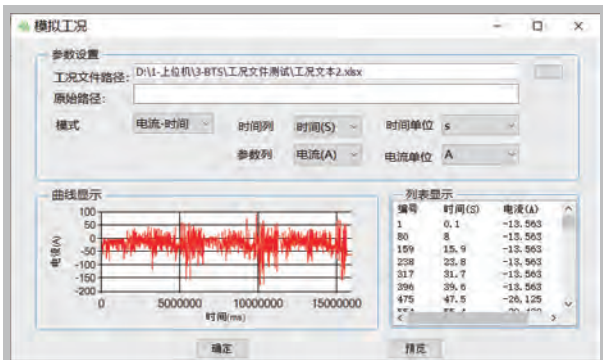 模拟工况
参数设置
工况文件路径: D:\1-上位机\3-BTS\工况文件测试\工况文本2.xlsx
原始路径:
模式 电流-时间 时间列 时间(S) 时间单位 s
参数列 电流(A) 电流单位 A
曲线显示
100
50
0
-50
-100
-150
-200
电流(A)
0 5000000 10000000 15000000
时间(ms)
列表显示
编号 时间(S) 电流(A)
1 0.1 -13.563
80 8 -13.563
159 15.9 -13.563
238 23.8 -13.563
317 31.7 -13.563
396 39.6 -13.563
475 47.5 -26.125
确定 预览